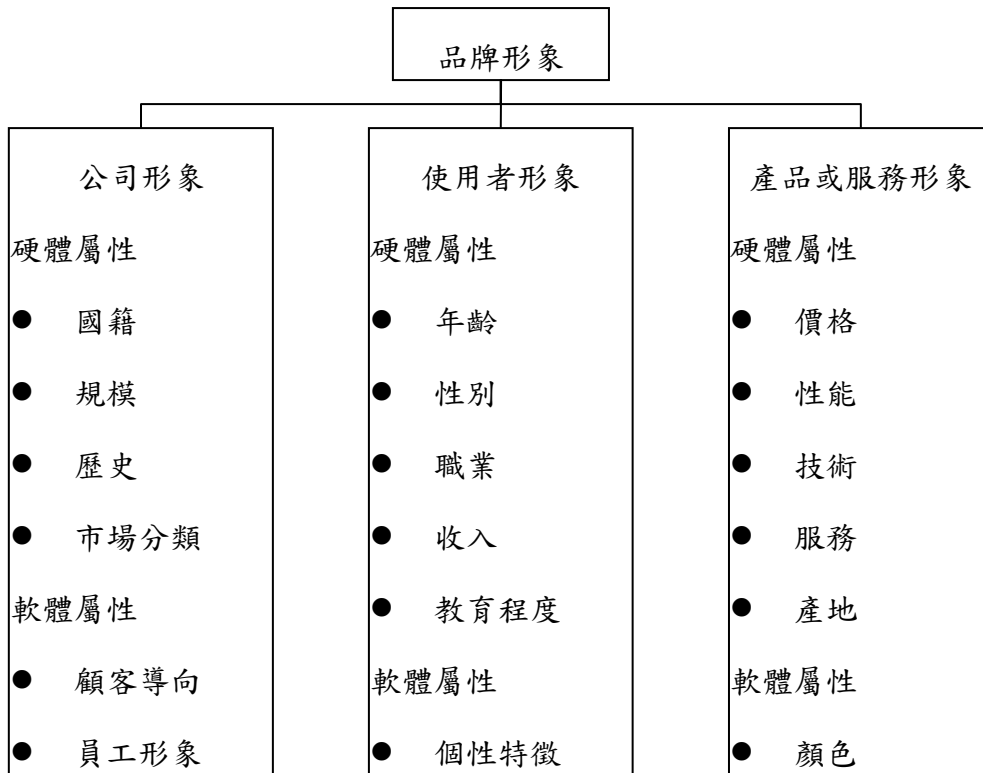 品牌形象
公司形象
硬體屬性
● 國籍
● 規模
● 歷史
● 市場分類
軟體屬性
● 顧客導向
● 員工形象
使用者形象
硬體屬性
● 年齡
● 性別
● 職業
● 收入
● 教育程度
軟體屬性
● 個性特徵
產品或服務形象
硬體屬性
● 價格
● 性能
● 技術
● 服務
● 產地
軟體屬性
● 顏色